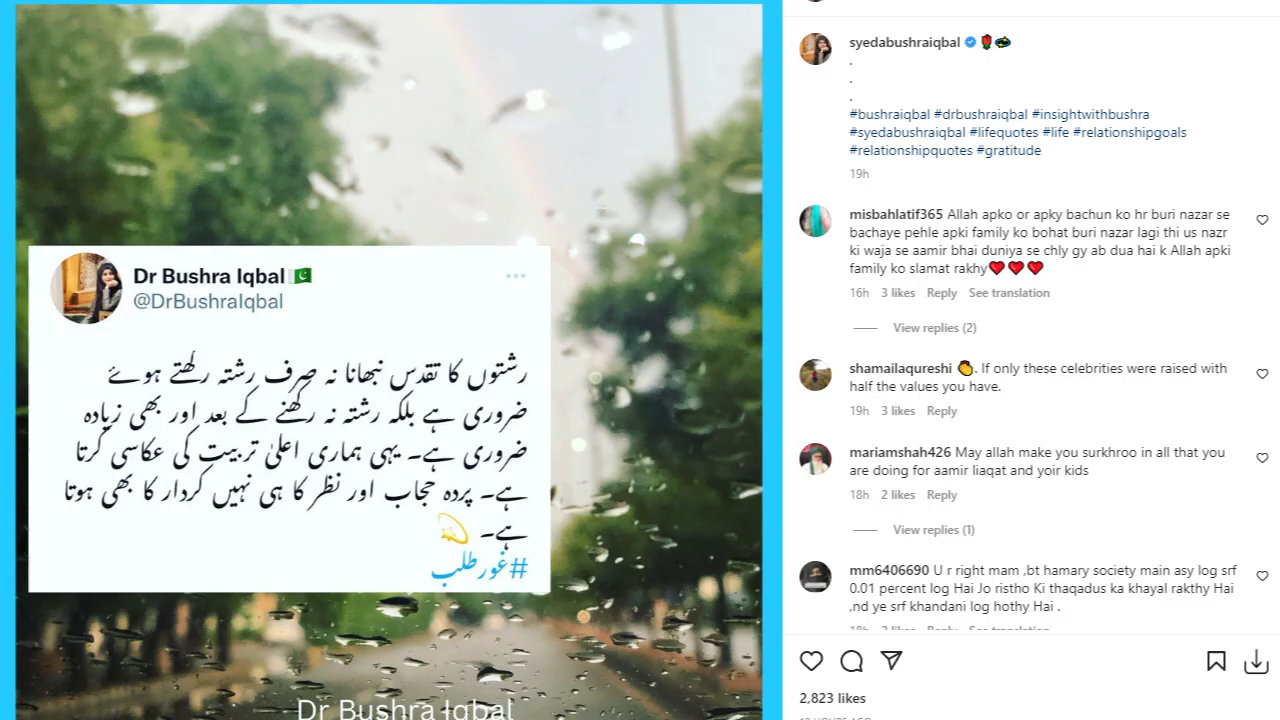 Dr Bushra Iqbal🇵🇰
@DrBushraIqbal
رشتوں کا تقدس نبھانا نہ صرف رشتہ رکھتے ہوئے
ضروری ہے بلکہ رشتہ نہ رکھنے کے بعد اور بھی زیادہ
ضروری ہے۔ یہی ہماری اعلیٰ تربیت کی عکاسی کرتا
ہے۔ پردہ حجاب اور نظر کا ہی نہیں کردار کا بھی ہوتا
ہے۔ 💫
#غورطلب
Dr Bushra Iqbal
syedabushraiqbal 🌹🪬
.
.
.
#bushraiqbal #drbushraiqbal #insightwithbushra
#syedabushraiqbal #lifequotes #life #relationshipgoals
#relationshipquotes #gratitude
19h
misbahlatif365 Allah apko or apky bachun ko hr buri nazar se
bachaye pehle apki family ko bohat buri nazar lagi thi us nazr
ki waja se aamir bhai duniya se chly gy ab dua hai k Allah apki
family ko slamat rakhy❤️❤️❤️
16h 3 likes Reply See translation
View replies (2)
shamailaqureshi 👏. If only these celebrities were raised with
half the values you have.
19h 3 likes Reply
mariamshah426 May allah make you surkhroo in all that you
are doing for aamir liaqat and yoir kids
18h 2 likes Reply
View replies (1)
mm6406690 U r right mam ,bt hamary society main asy log srf
0.01 percent log Hai Jo ristho Ki thaqadus ka khayal rakthy Hai
,nd ye srf khandani log hothy Hai .
2,823 likes